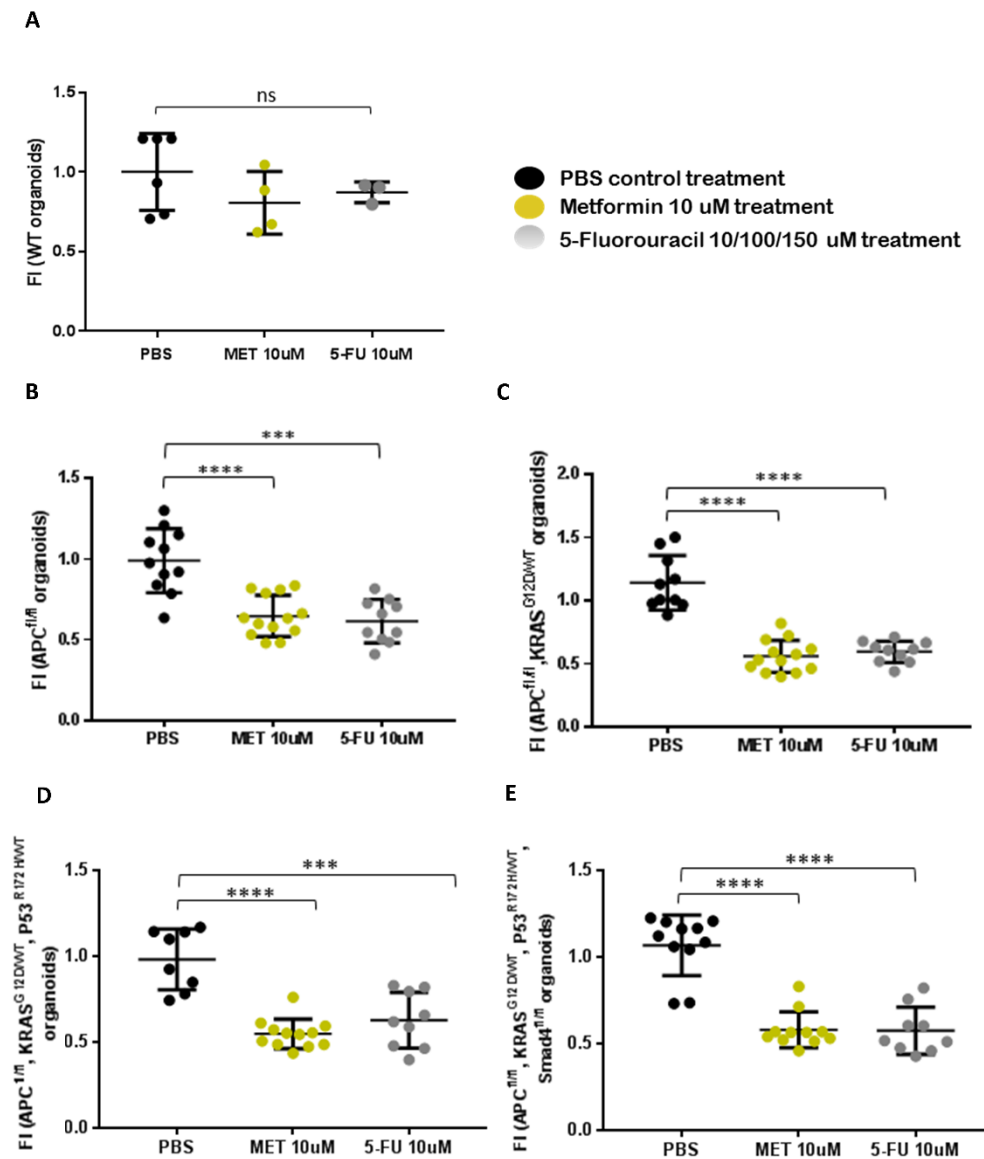 A
1.5
1.0
0.5
0.0
FI (WT organoids)
ns
PBS
MET 10uM
5-FU 10uM
PBS control treatment
Metformin 10 uM treatment
5-Fluorouracil 10/100/150 uM treatment
B
1.5
1.0
0.5
0.0
FI (APCfl/fl organoids)
***
****
PBS
MET 10uM
5-FU 10uM
C
2.0
1.5
1.0
0.5
0.0
FI (APCfl.fl,KRASG12D/WT organoids)
****
****
PBS
MET 10uM
5-FU 10uM
D
1.5
1.0
0.5
0.0
FI (APC1/fl, KRASG12D/WT, P53R172H/WT
organoids)
***
****
PBS
MET 10uM
5-FU 10uM
E
1.5
1.0
0.5
0.0
FI (APCfl/fl, KRASG12D/WT, P53R172H/WT,
Smad4fl/fl organoids)
****
****
PBS
MET 10uM
5-FU 10uM